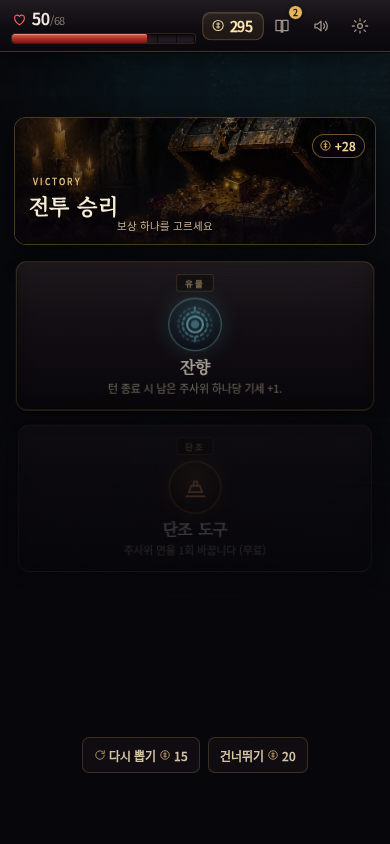 50/68
295
2
+28
VICTORY
전투 승리
보상 하나를 고르세요
유물
잔향
턴 종료 시 남은 주사위 하나당 기세 +1.
단조
단조 도구
주사위 면을 1회 바꿉니다 (무료)
다시 뽑기 15
건너뛰기 20